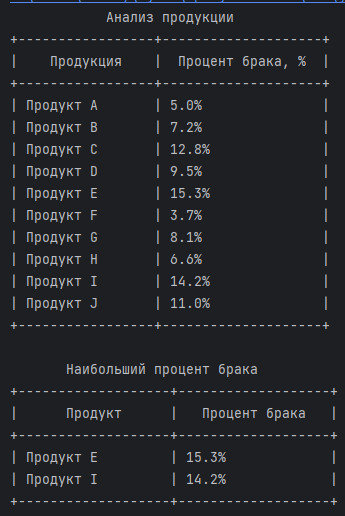 Анализ продукции
+-----------------+--------------------+
|    Продукция    |  Процент брака, %  |
+-----------------+--------------------+
| Продукт A       | 5.0%               |
| Продукт B       | 7.2%               |
| Продукт C       | 12.8%              |
| Продукт D       | 9.5%               |
| Продукт E       | 15.3%              |
| Продукт F       | 3.7%               |
| Продукт G       | 8.1%               |
| Продукт H       | 6.6%               |
| Продукт I       | 14.2%              |
| Продукт J       | 11.0%              |
+-----------------+--------------------+
Наибольший процент брака
+-------------------+-------------------+
|      Продукт      |   Процент брака   |
+-------------------+-------------------+
| Продукт E         | 15.3%             |
| Продукт I         | 14.2%             |
+-------------------+-------------------+